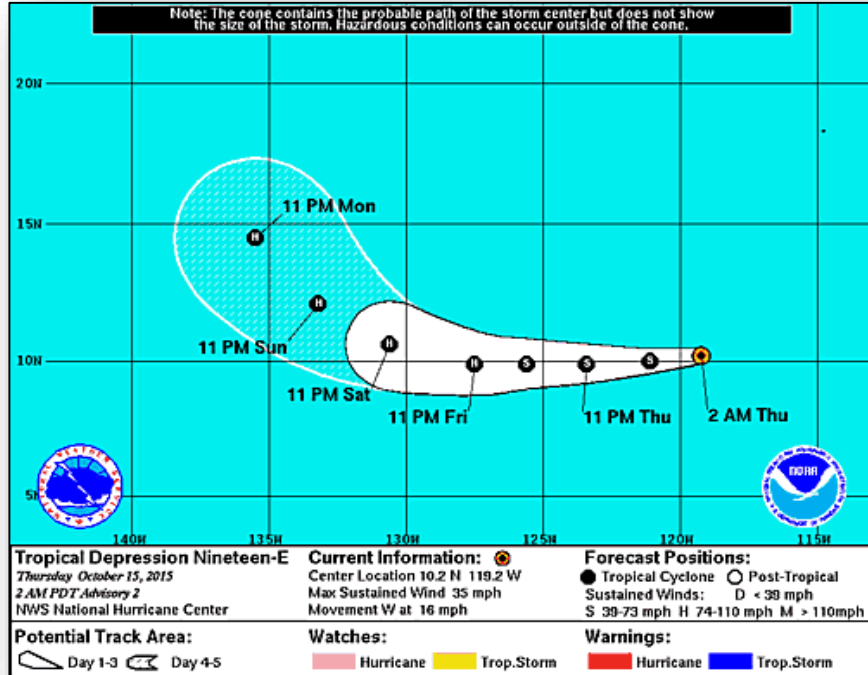 Note: The cone contains the probable path of the storm center but does not show
the size of the storm. Hazardous conditions can occur outside of the cone.
20N
11 PM Mon
15N
11 PM Sun
10N
11 PM Sat
11 PM Fri
11 PM Thu
2 AM Thu
H
H
H
H
S
S
S
NOAA
5N
140W 135W 130W 125W 120W 115W
Tropical Depression Nineteen-E
Thursday October 15, 2015
2 AM PDT Advisory 2
NWS National Hurricane Center
Current Information:
Center Location 10.2 N 119.2 W
Max Sustained Wind 35 mph
Movement W at 16 mph
Forecast Positions:
Tropical Cyclone Post-Tropical
Sustained Winds: D < 39 mph
S 39-73 mph H 74-110 mph M > 110mph
Potential Track Area:
Day 1-3 Day 4-5
Watches:
Hurricane Trop.Storm
Warnings:
Hurricane Trop.Storm